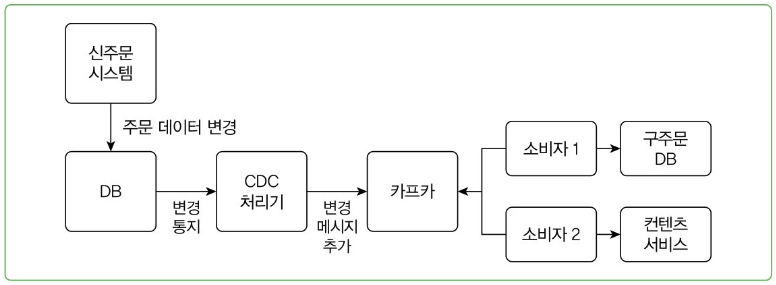 신주문
시스템
주문 데이터 변경
DB
변경
통지
CDC
처리기
변경
메시지
추가
카프카
소비자 1
구주문
DB
소비자 2
컨텐츠
서비스